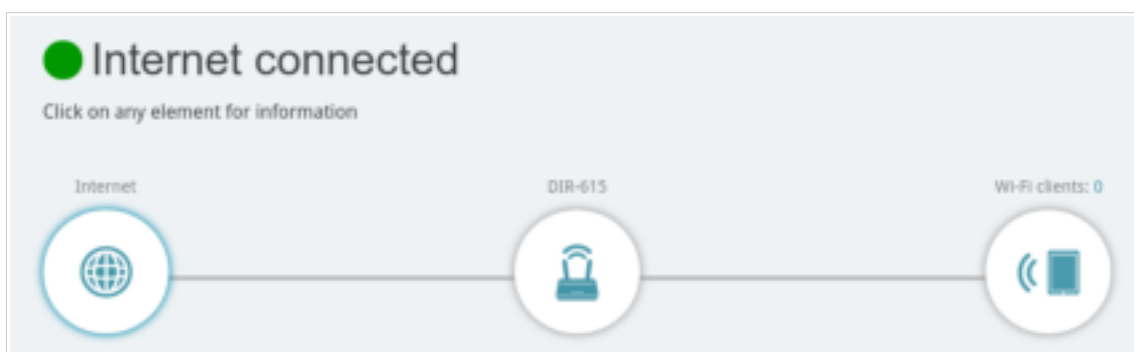 Internet connected
Click on any element for information
Internet
DIR-615
Wi-Fi clients: 0